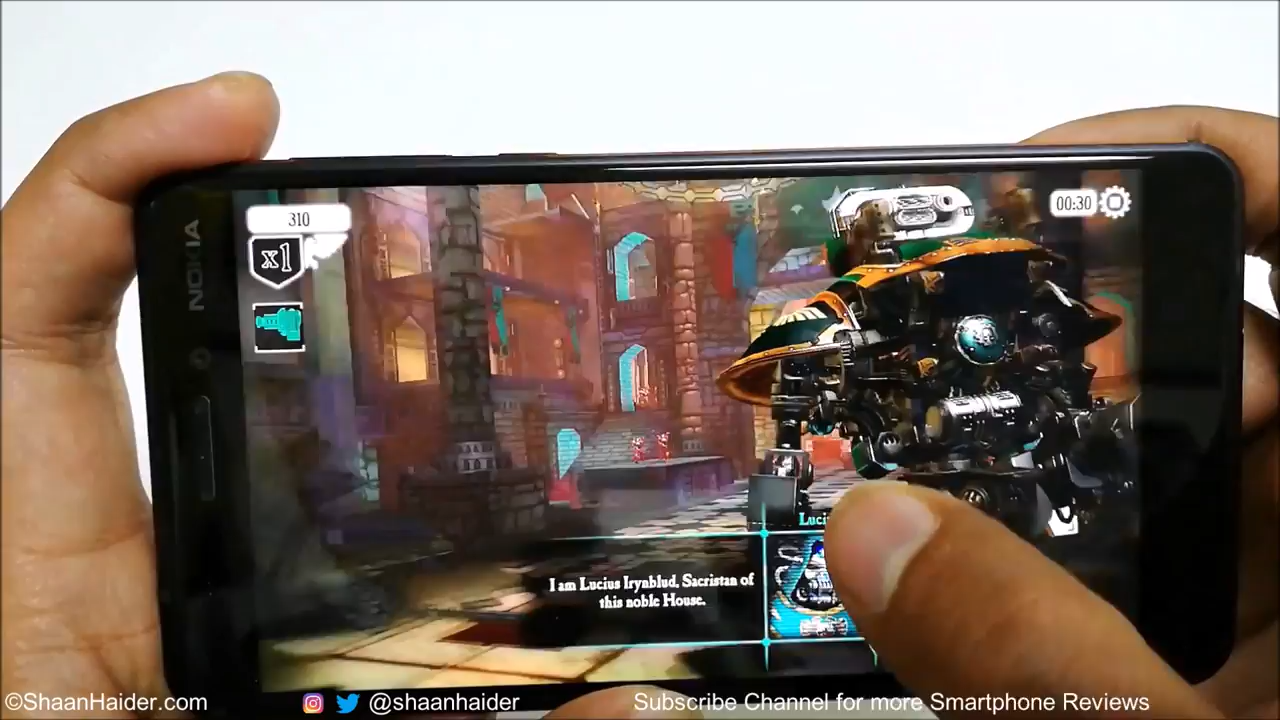 NOKIA
310
x1
00:30
I am Lucius Irynblud, Sacristan of
this noble House.
©ShaanHaider.com
@shaanhaider
Subscribe Channel for more Smartphone Reviews